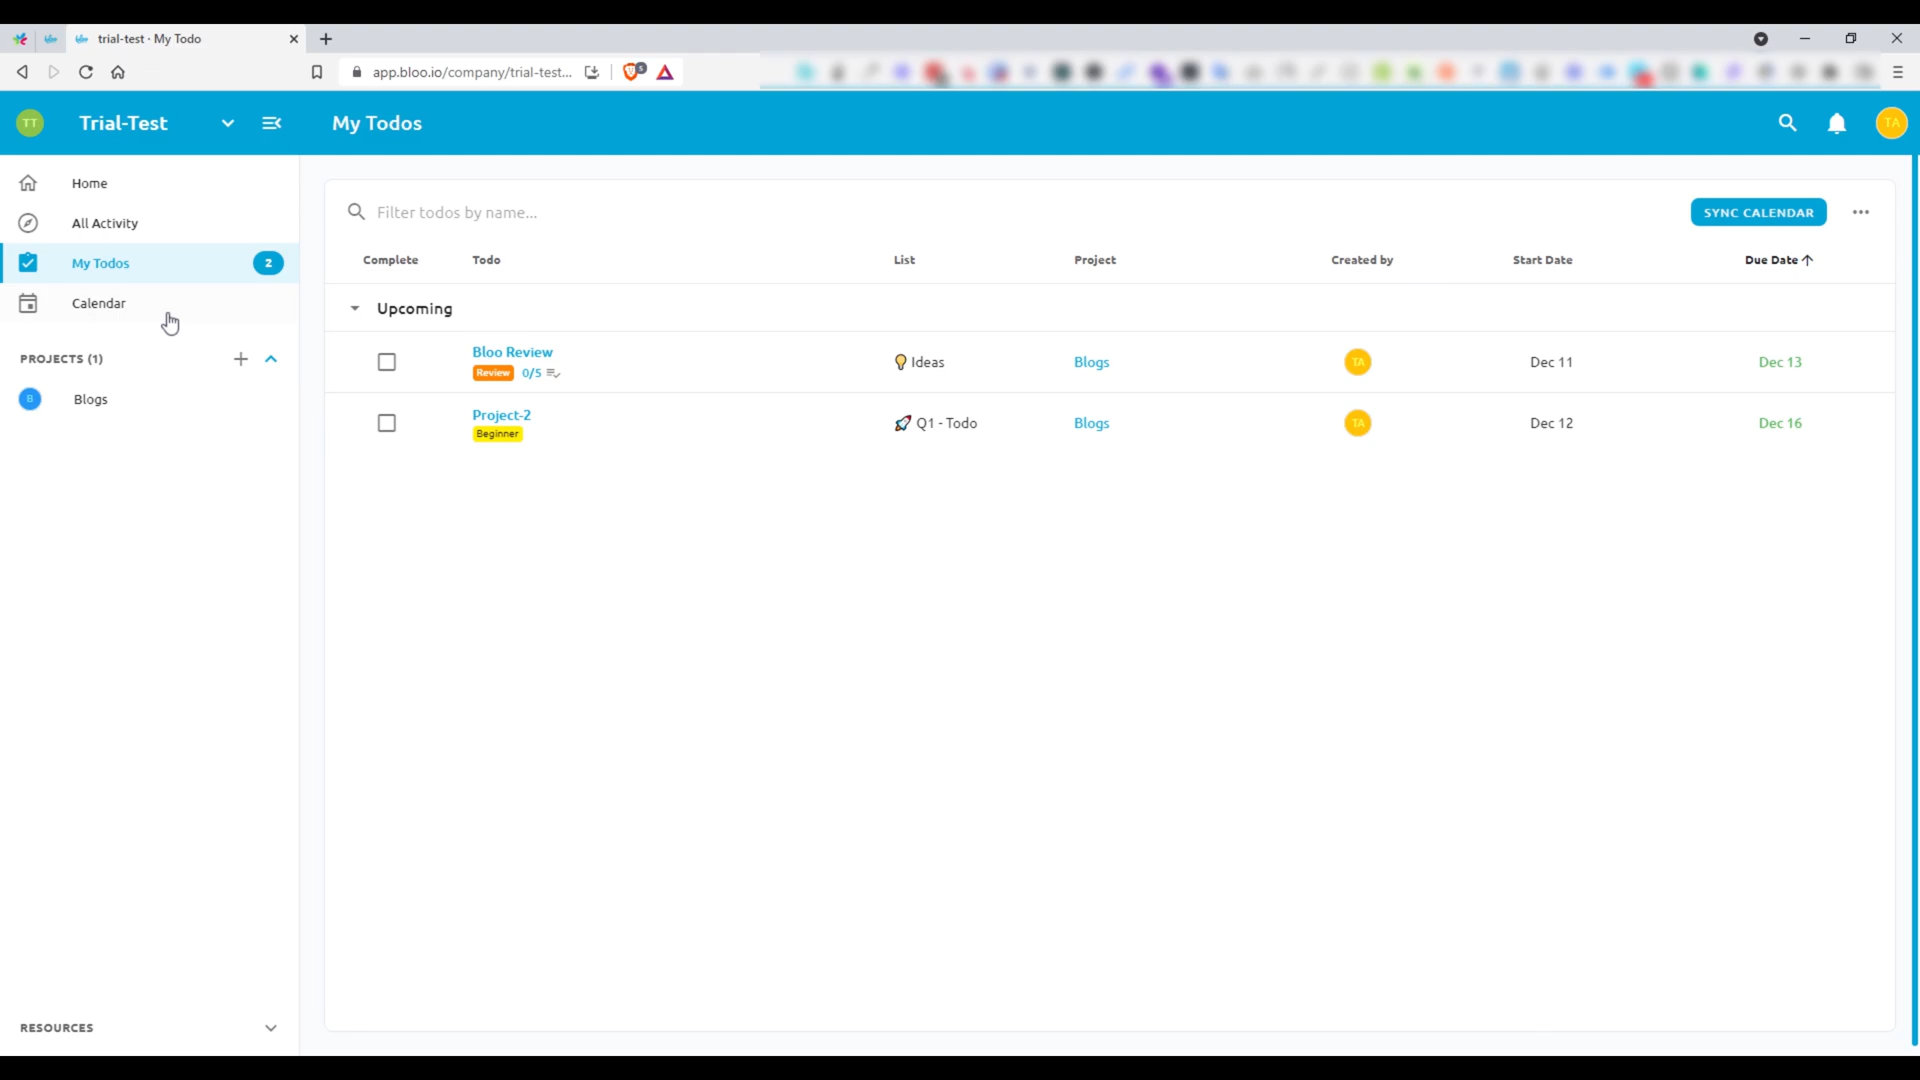 trial-test · My Todo
app.bloo.io/company/trial-test...
5
TT
Trial-Test
My Todos
TA
Home
All Activity
My Todos
2
Calendar
PROJECTS (1)
B
Blogs
RESOURCES
Filter todos by name...
SYNC CALENDAR
Complete Todo List Project Created by Start Date Due Date
Upcoming
Bloo Review 💡 Ideas Blogs TA Dec 11 Dec 13
Review 0/5
Project-2 🚀 Q1 - Todo Blogs TA Dec 12 Dec 16
Beginner